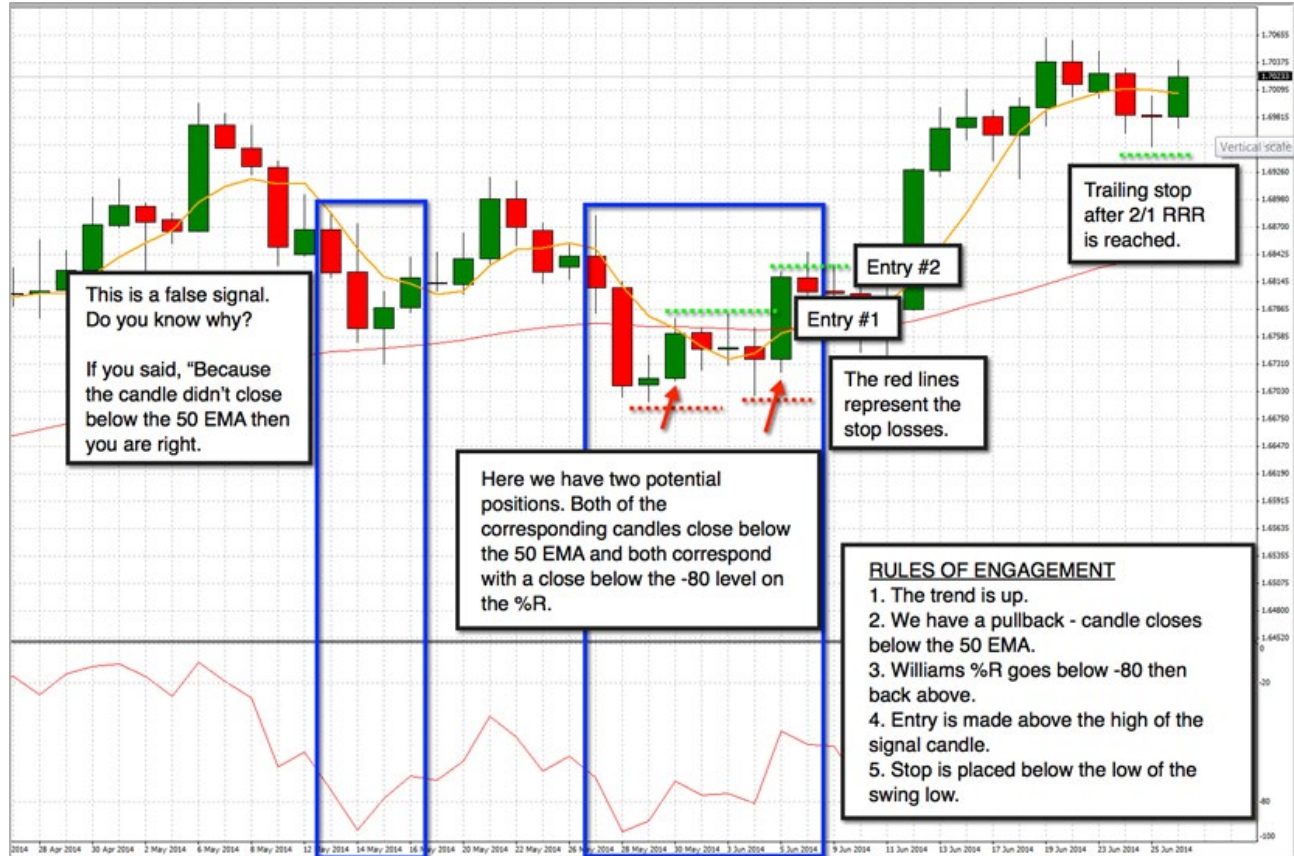 1.70655
1.70375
1.70233
1.70095
1.69815
Vertical scale
1.69260
1.68980
1.68700
1.68425
1.68145
1.67865
1.67585
1.67310
1.67030
1.66750
1.66470
1.66190
1.65915
1.65635
1.65355
1.65075
1.64800
1.64520
0
-20
-80
-100
This is a false signal.
Do you know why?
If you said, “Because
the candle didn’t close
below the 50 EMA then
you are right.
Entry #2
Entry #1
Trailing stop
after 2/1 RRR
is reached.
The red lines
represent the
stop losses.
Here we have two potential
positions. Both of the
corresponding candles close below
the 50 EMA and both correspond
with a close below the -80 level on
the %R.
RULES OF ENGAGEMENT
1. The trend is up.
2. We have a pullback - candle closes
below the 50 EMA.
3. Williams %R goes below -80 then
back above.
4. Entry is made above the high of the
signal candle.
5. Stop is placed below the low of the
swing low.
2014 28 Apr 2014 30 Apr 2014 2 May 2014 6 May 2014 8 May 2014 12 May 2014 14 May 2014 16 May 2014 20 May 2014 22 May 2014 26 May 2014 28 May 2014 30 May 2014 3 Jun 2014 5 Jun 2014 9 Jun 2014 11 Jun 2014 13 Jun 2014 17 Jun 2014 19 Jun 2014 23 Jun 2014 25 Jun 2014